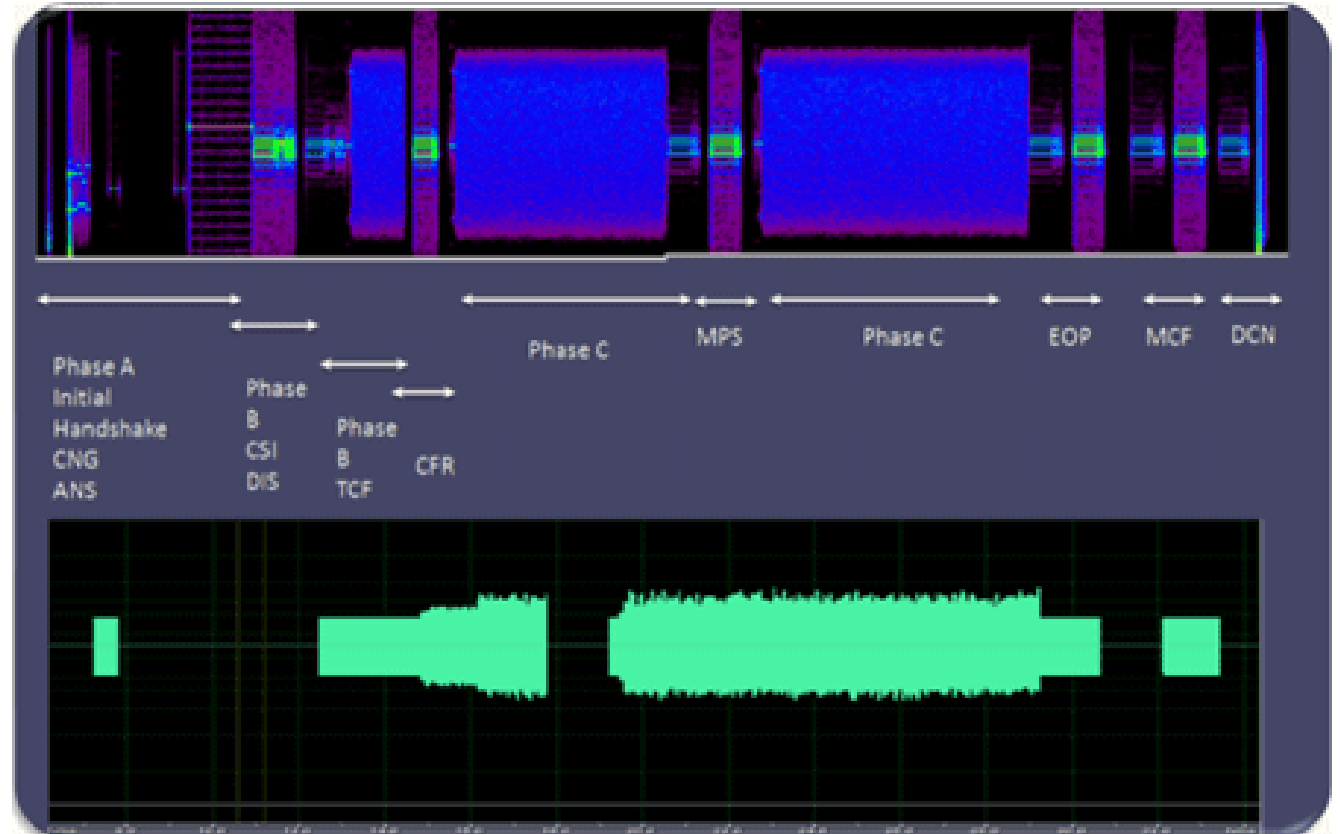 Phase A
Initial
Handshake
CNG
ANS
Phase
B
CSI
DIS
Phase
B
TCF
CFR
Phase C
MPS
Phase C
EOP
MCF
DCN